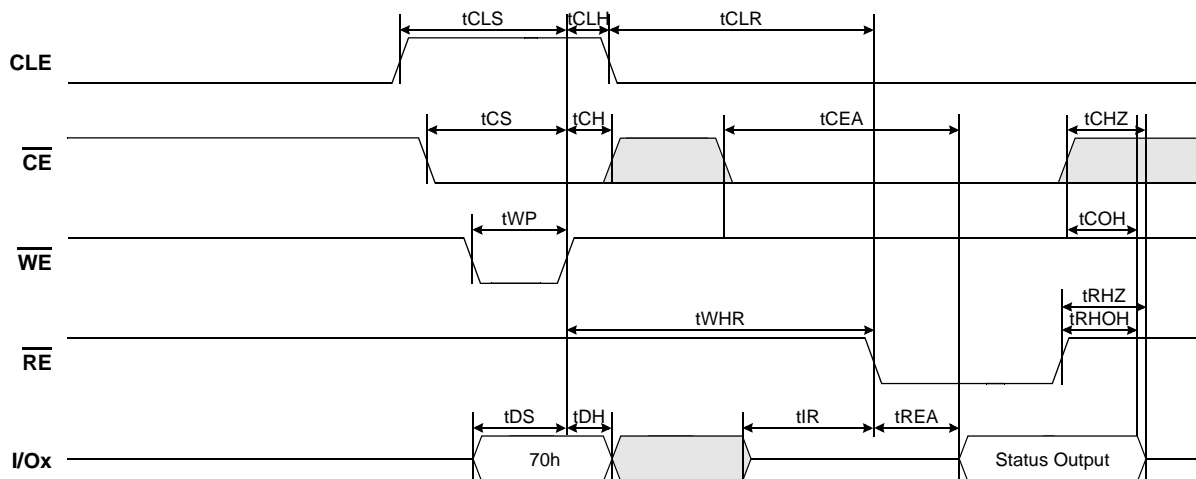 tCLS tCLH tCLR
CLE
tCS tCH tCEA tCHZ
CE
tWP tCOH
WE
tRHZ
tWHR tRHOH
RE
tDS tDH tIR tREA
I/Ox 70h Status Output